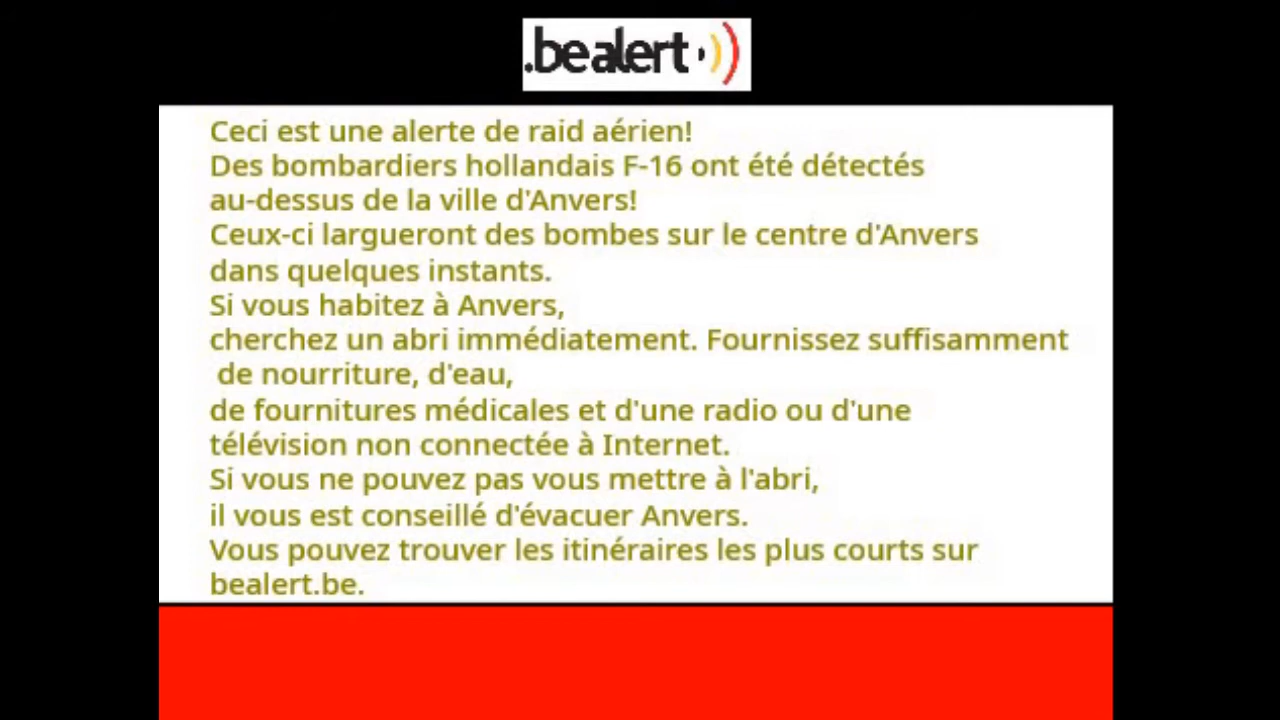 .be alert
Ceci est une alerte de raid aérien!
Des bombardiers hollandais F-16 ont été détectés
au-dessus de la ville d'Anvers!
Ceux-ci largueront des bombes sur le centre d'Anvers
dans quelques instants.
Si vous habitez à Anvers,
cherchez un abri immédiatement. Fournissez suffisamment
de nourriture, d'eau,
de fournitures médicales et d'une radio ou d'une
télévision non connectée à Internet.
Si vous ne pouvez pas vous mettre à l'abri,
il vous est conseillé d'évacuer Anvers.
Vous pouvez trouver les itinéraires les plus courts sur
bealert.be.